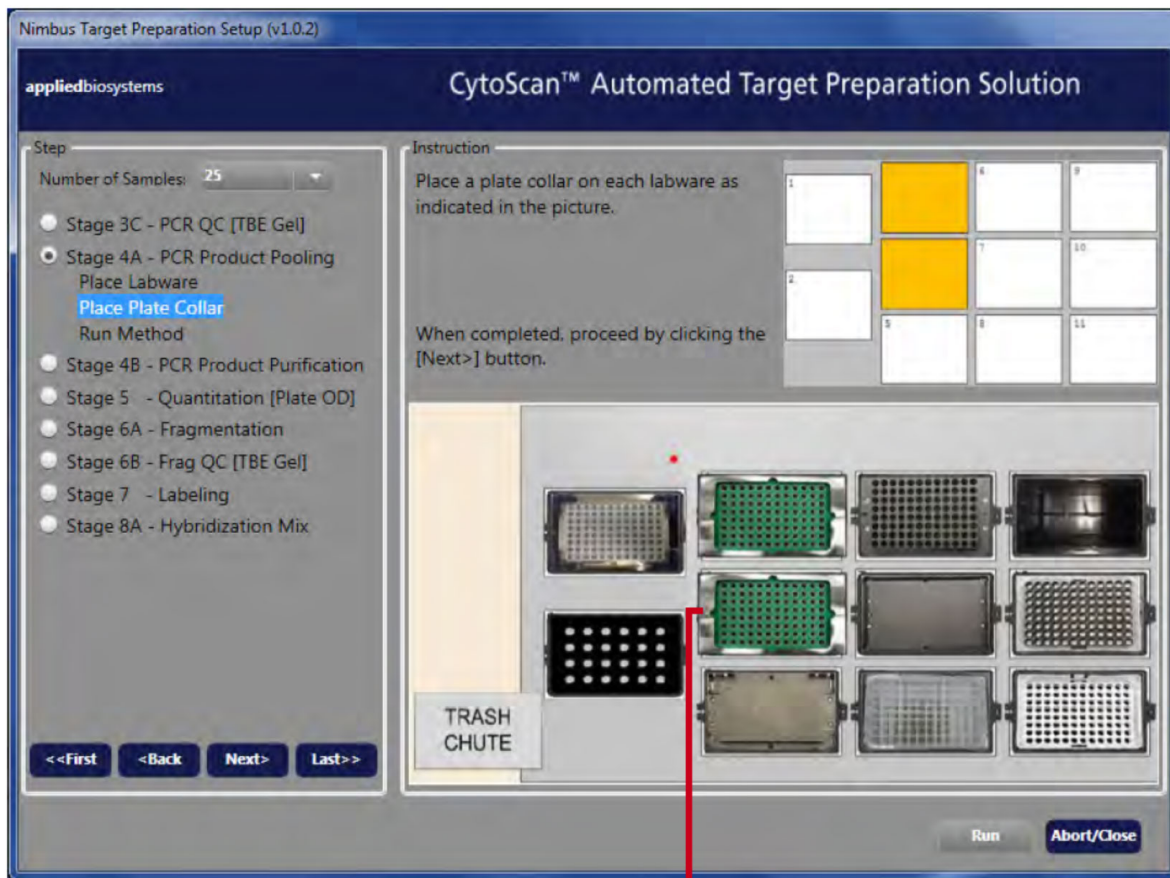 Nimbus Target Preparation Setup (v1.0.2)
appliedbiosystems
CytoScan™ Automated Target Preparation Solution
Step
Number of Samples: 25
Stage 3C - PCR QC [TBE Gel]
Stage 4A - PCR Product Pooling
Place Labware
Place Plate Collar
Run Method
Stage 4B - PCR Product Purification
Stage 5 - Quantitation [Plate OD]
Stage 6A - Fragmentation
Stage 6B - Frag QC [TBE Gel]
Stage 7 - Labeling
Stage 8A - Hybridization Mix
<<First
<Back
Next>
Last>>
Instruction
Place a plate collar on each labware as
indicated in the picture.
When completed, proceed by clicking the
[Next>] button.
1
6
9
2
7
10
5
8
11
TRASH
CHUTE
Run
Abort/Close